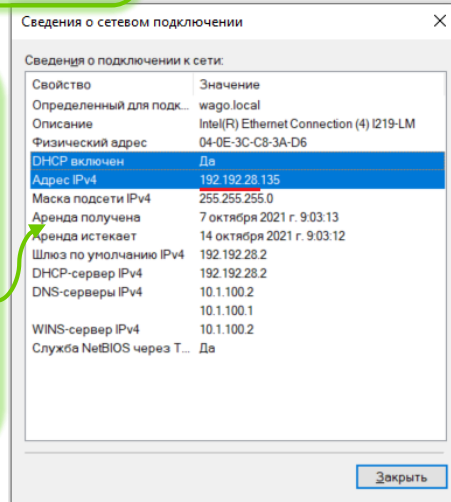 Сведения о сетевом подключении
Сведения о подключении к сети:
Свойство Значение
Определенный для подк... wago.local
Описание Intel(R) Ethernet Connection (4) I219-LM
Физический адрес 04-0E-3C-C8-3A-D6
DHCP включен Да
Адрес IPv4 192.192.28.135
Маска подсети IPv4 255.255.255.0
Аренда получена 7 октября 2021 г. 9:03:13
Аренда истекает 14 октября 2021 г. 9:03:12
Шлюз по умолчанию IPv4 192.192.28.2
DHCP-сервер IPv4 192.192.28.2
DNS-серверы IPv4 10.1.100.2
10.1.100.1
WINS-сервер IPv4 10.1.100.2
Служба NetBIOS через T... Да
Закрыть